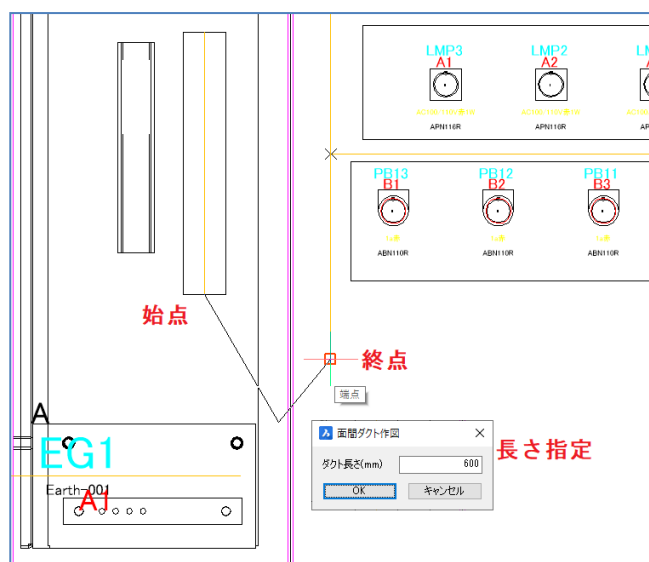 LMP3
LMP2
A1
A2
APN116R
APN116R
PB13
PB12
PB11
B1
B2
B3
ABN110R
ABN110R
ABN110R
始点
終点
端点
A
EG1
Earth-001
A1
面間ダクト作図
ダクト長さ(mm)
600
OK
キャンセル
長さ指定